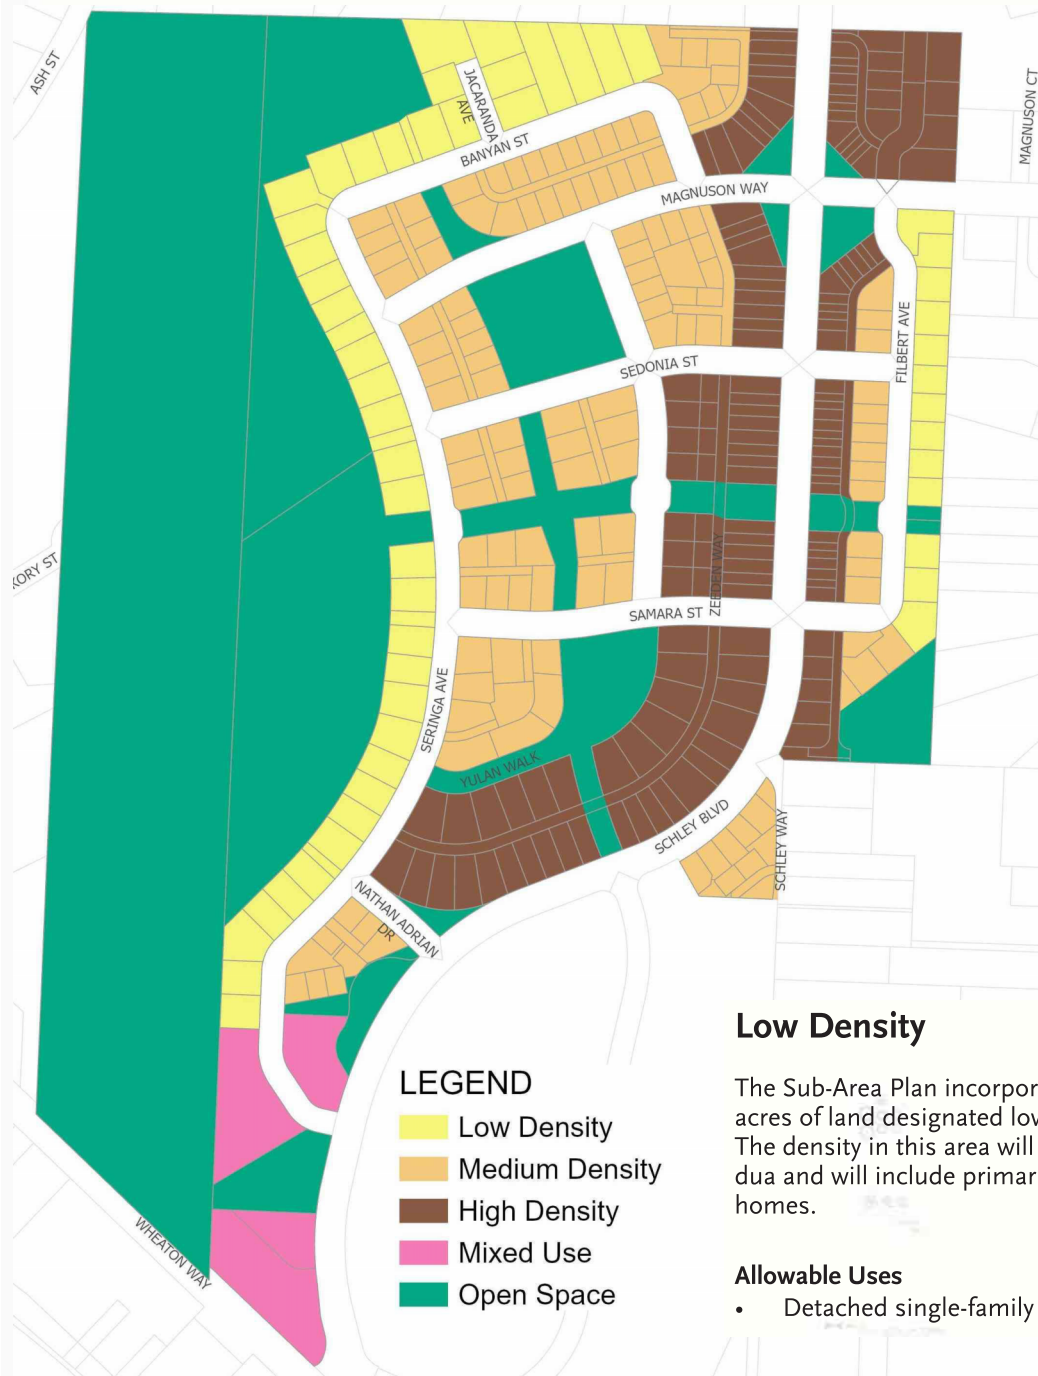 ASH ST
JACARANDA
AVE
BANYAN ST
MAGNUSON WAY
MAGNUSON CT
SEDONIA ST
FILBERT AVE
KORY ST
ZEEDEN WAY
SAMARA ST
SERINGA AVE
YULAN WALK
SCHLEY BLVD
SCHLEY WAY
NATHAN ADRIAN
DR
WHEATON WAY
LEGEND
Low Density
Medium Density
High Density
Mixed Use
Open Space
Low Density
The Sub-Area Plan incorpor
acres of land designated lov
The density in this area will
dua and will include primar
homes.
Allowable Uses
• Detached single-family